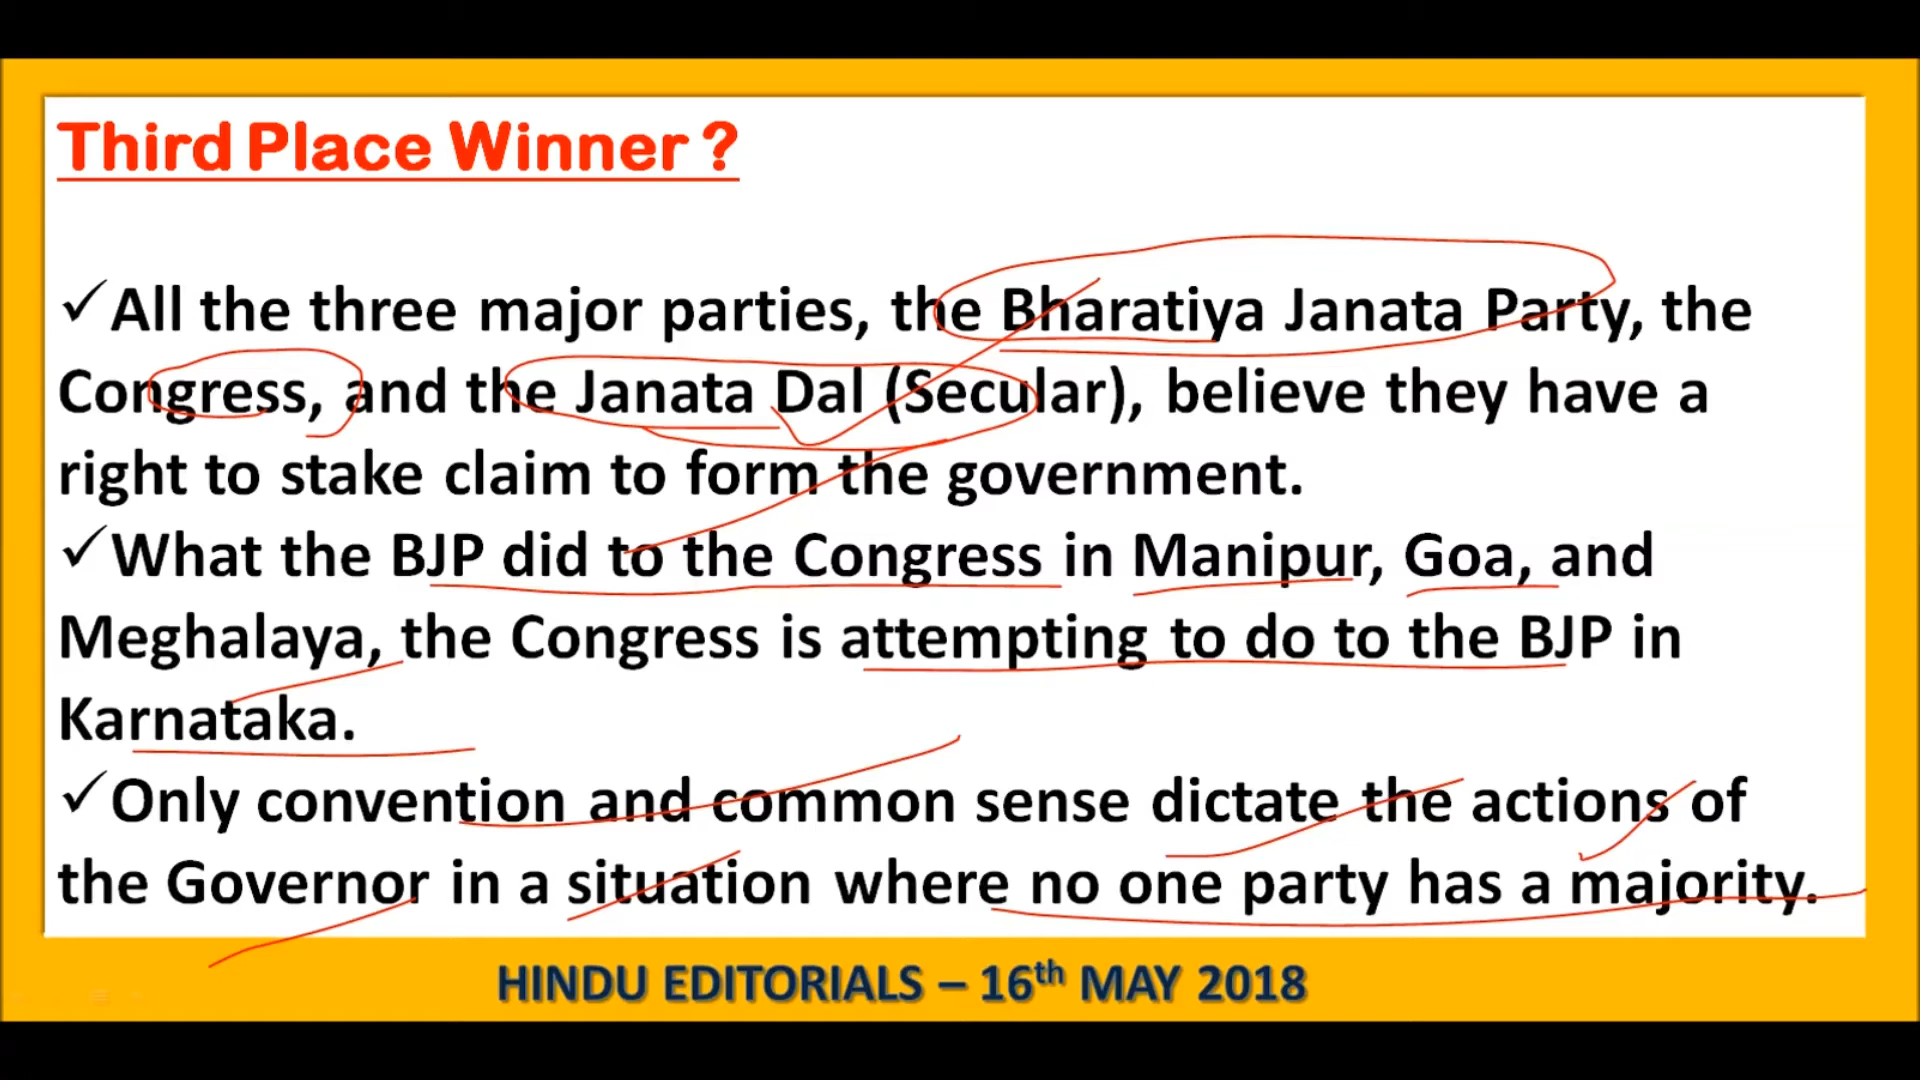 Third Place Winner ?
✓All the three major parties, the Bharatiya Janata Party, the
Congress, and the Janata Dal (Secular), believe they have a
right to stake claim to form the government.
✓What the BJP did to the Congress in Manipur, Goa, and
Meghalaya, the Congress is attempting to do to the BJP in
Karnataka.
✓Only convention and common sense dictate the actions of
the Governor in a situation where no one party has a majority.
HINDU EDITORIALS – 16th MAY 2018